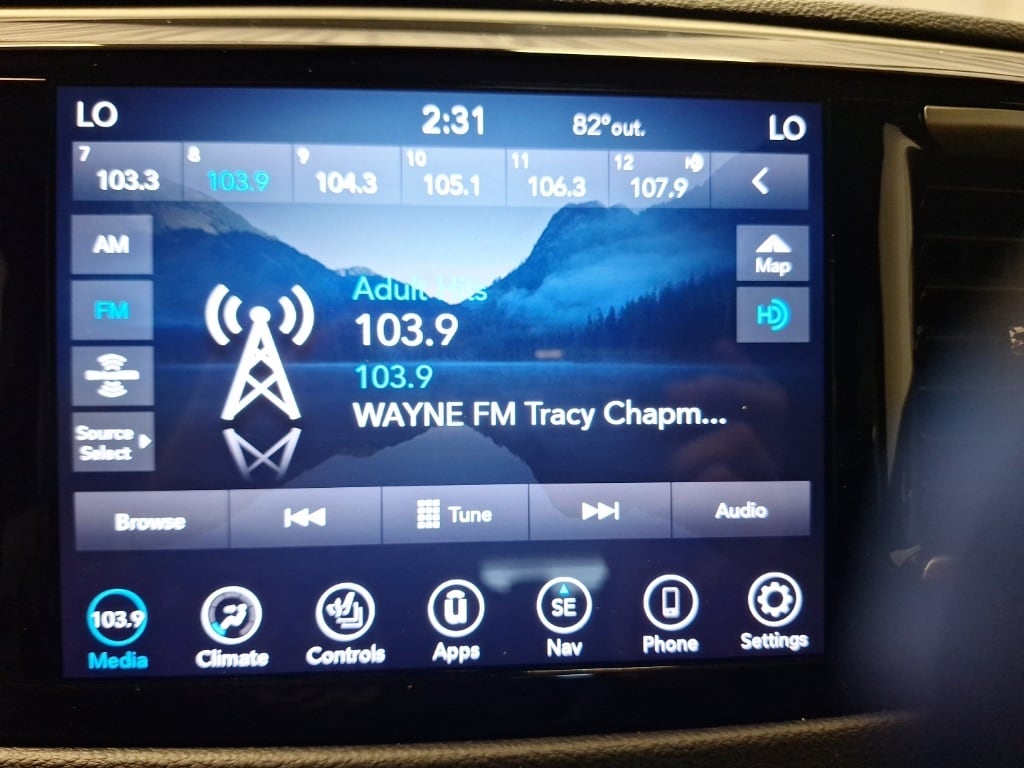 LO 2:31 82°out. LO
7 8 9 10 11 12 HD
103.3 103.9 104.3 105.1 106.3 107.9
AM
Map
Adult Hits
FM
HD
103.9
103.9
WAYNE FM Tracy Chapm...
Source
Select
Browse Tune Audio
103.9 SE
Media Climate Controls Apps Nav Phone Settings